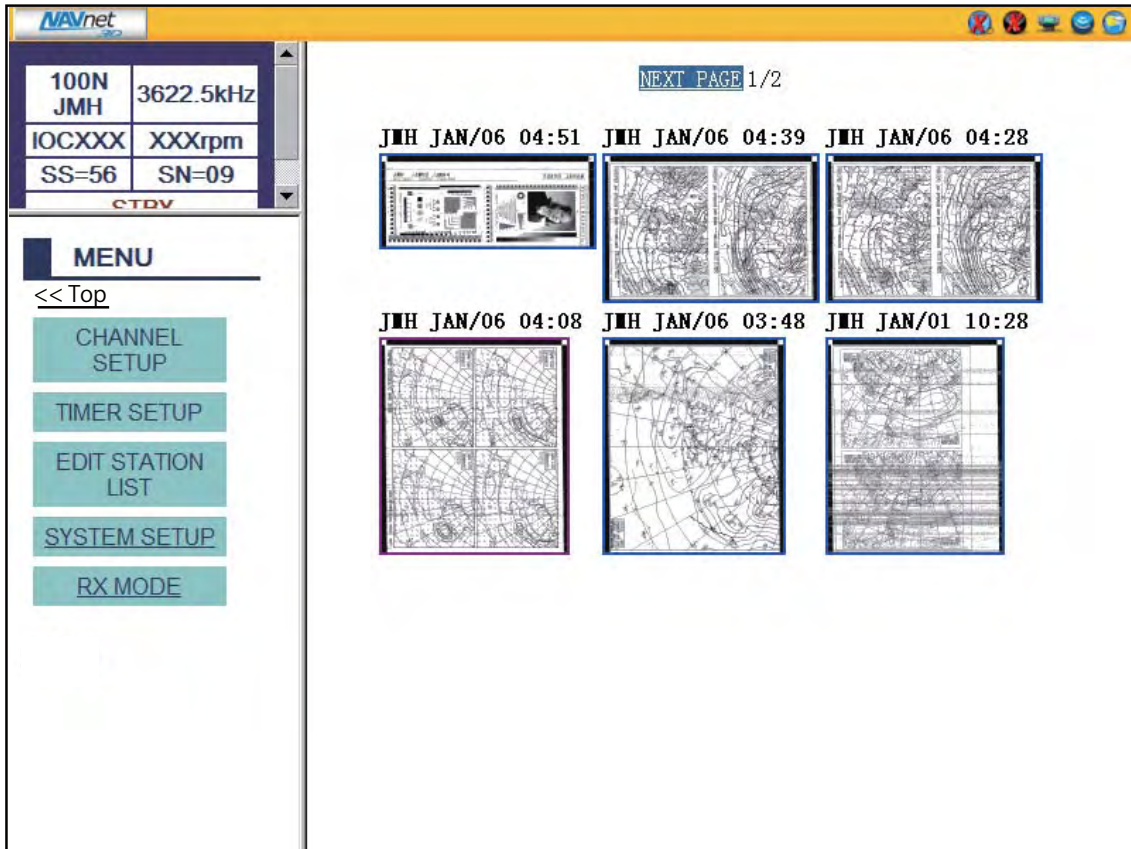 NAVnet
3D
100N JMH
3622.5kHz
IOCXXX
XXXrpm
SS=56
SN=09
STBY
MENU
<< Top
CHANNEL
SETUP
TIMER SETUP
EDIT STATION
LIST
SYSTEM SETUP
RX MODE
NEXT PAGE 1/2
JMH JAN/06 04:51
JMH JAN/06 04:39
JMH JAN/06 04:28
JMH JAN/06 04:08
JMH JAN/06 03:48
JMH JAN/01 10:28